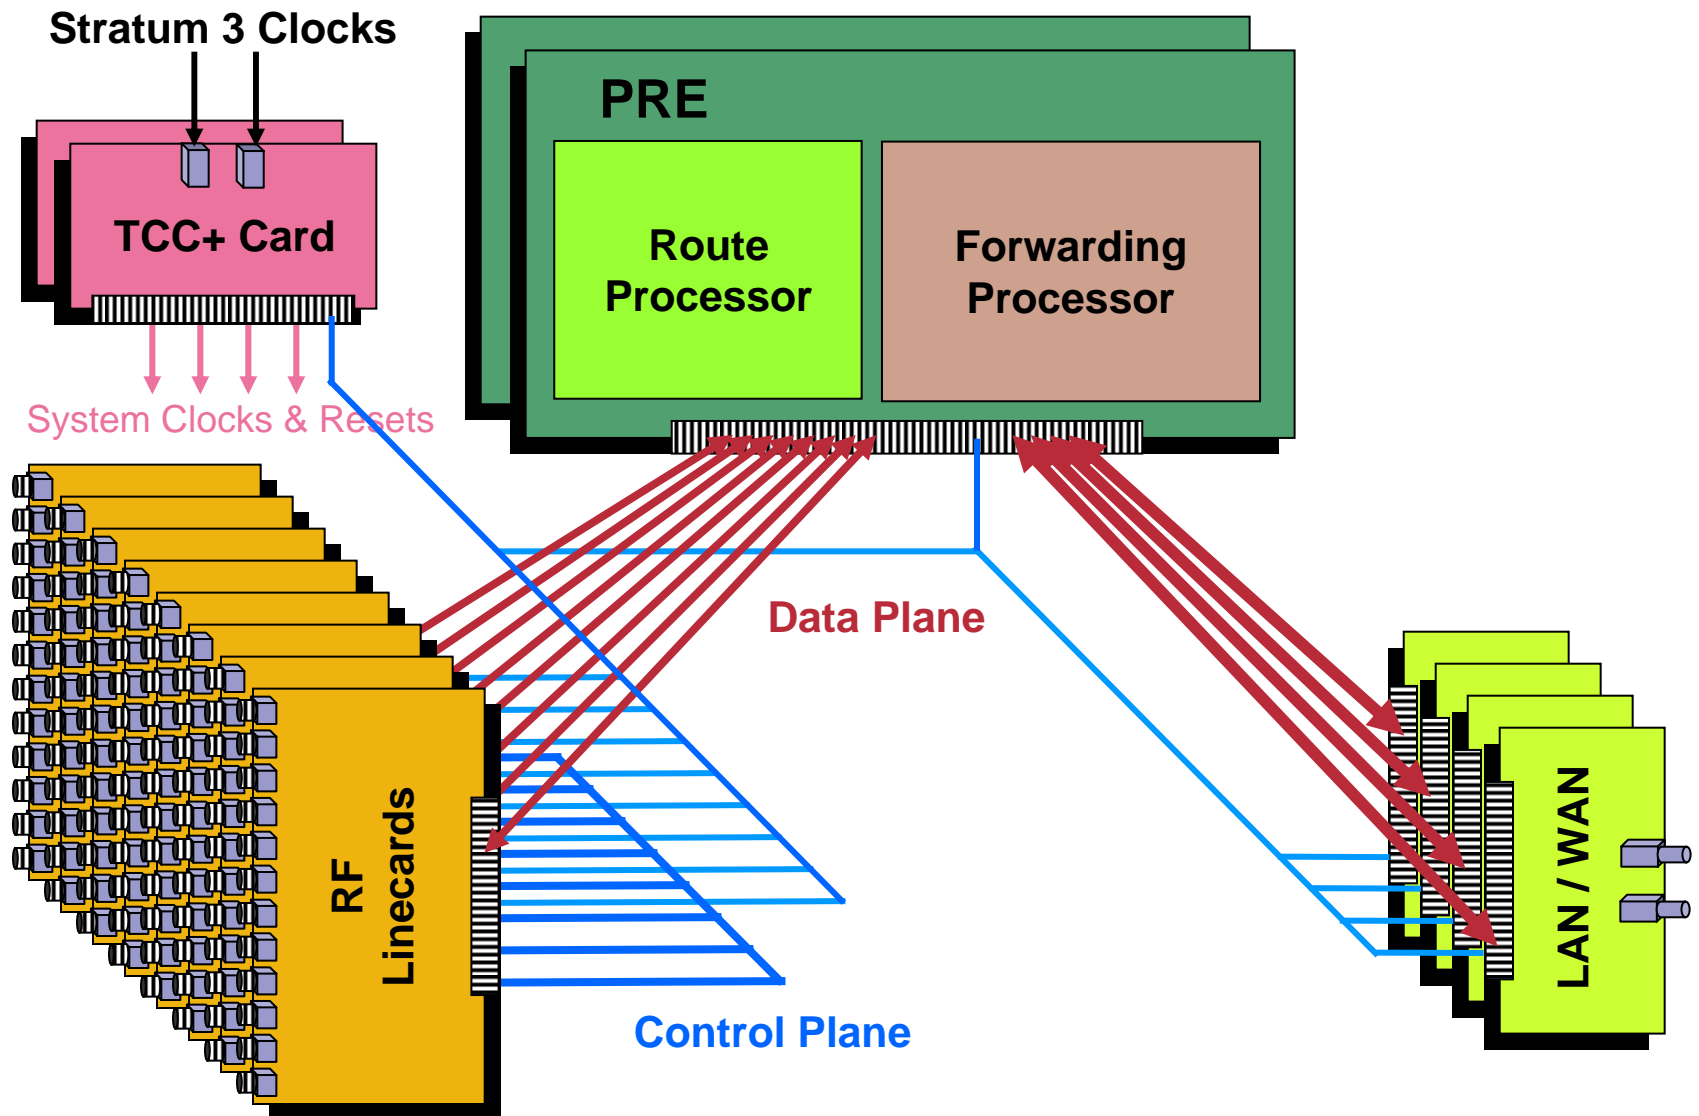 Stratum 3 Clocks
PRE
TCC+ Card
Route
Processor
Forwarding
Processor
System Clocks & Resets
Data Plane
RF
Linecards
LAN / WAN
Control Plane